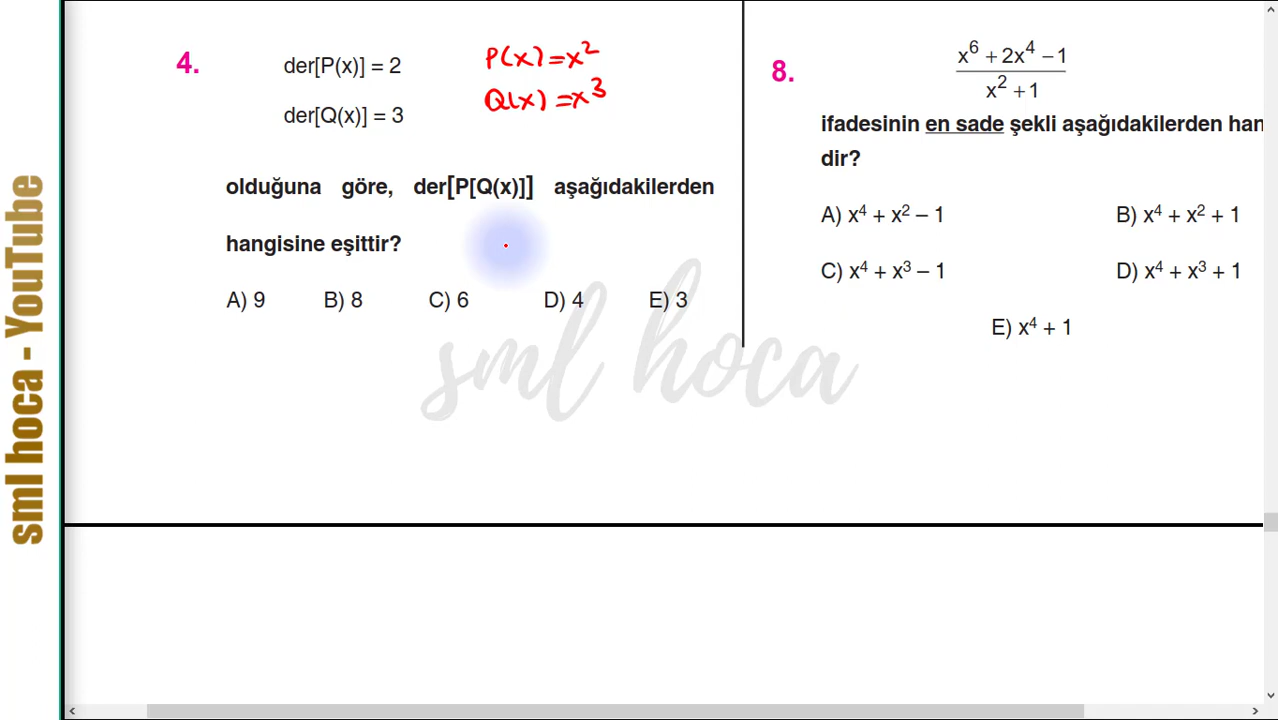 sml hoca - YouTube
4.
der[P(x)] = 2
der[Q(x)] = 3
P(x) = x²
Q(x) = x³
olduğuna göre, der[P[Q(x)]] aşağıdakilerden
hangisine eşittir?
A) 9 B) 8 C) 6 D) 4 E) 3
8.
x⁶ + 2x⁴ – 1
x² + 1
ifadesinin en sade şekli aşağıdakilerden han
dir?
A) x⁴ + x² – 1 B) x⁴ + x² + 1
C) x⁴ + x³ – 1 D) x⁴ + x³ + 1
E) x⁴ + 1
sml hoca